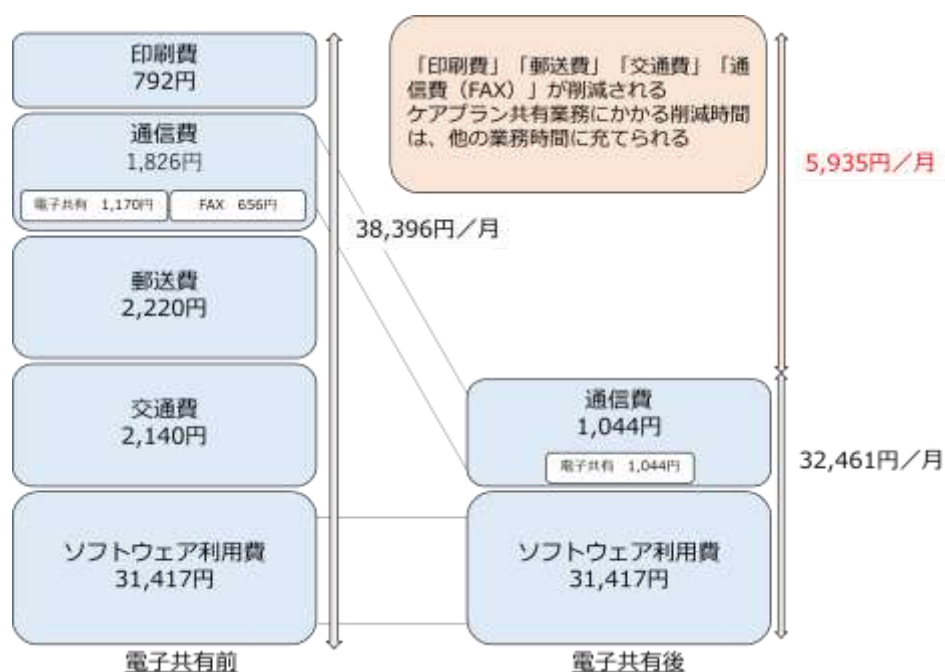 印刷費
792円
通信費
1,826円
電子共有 1,170円
FAX 656円
郵送費
2,220円
交通費
2,140円
ソフトウェア利用費
31,417円
電子共有前
38,396円／月
「印刷費」「郵送費」「交通費」「通
信費（FAX）」が削減される
ケアプラン共有業務にかかる削減時間
は、他の業務時間に充てられる
5,935円／月
通信費
1,044円
電子共有 1,044円
ソフトウェア利用費
31,417円
32,461円／月
電子共有後